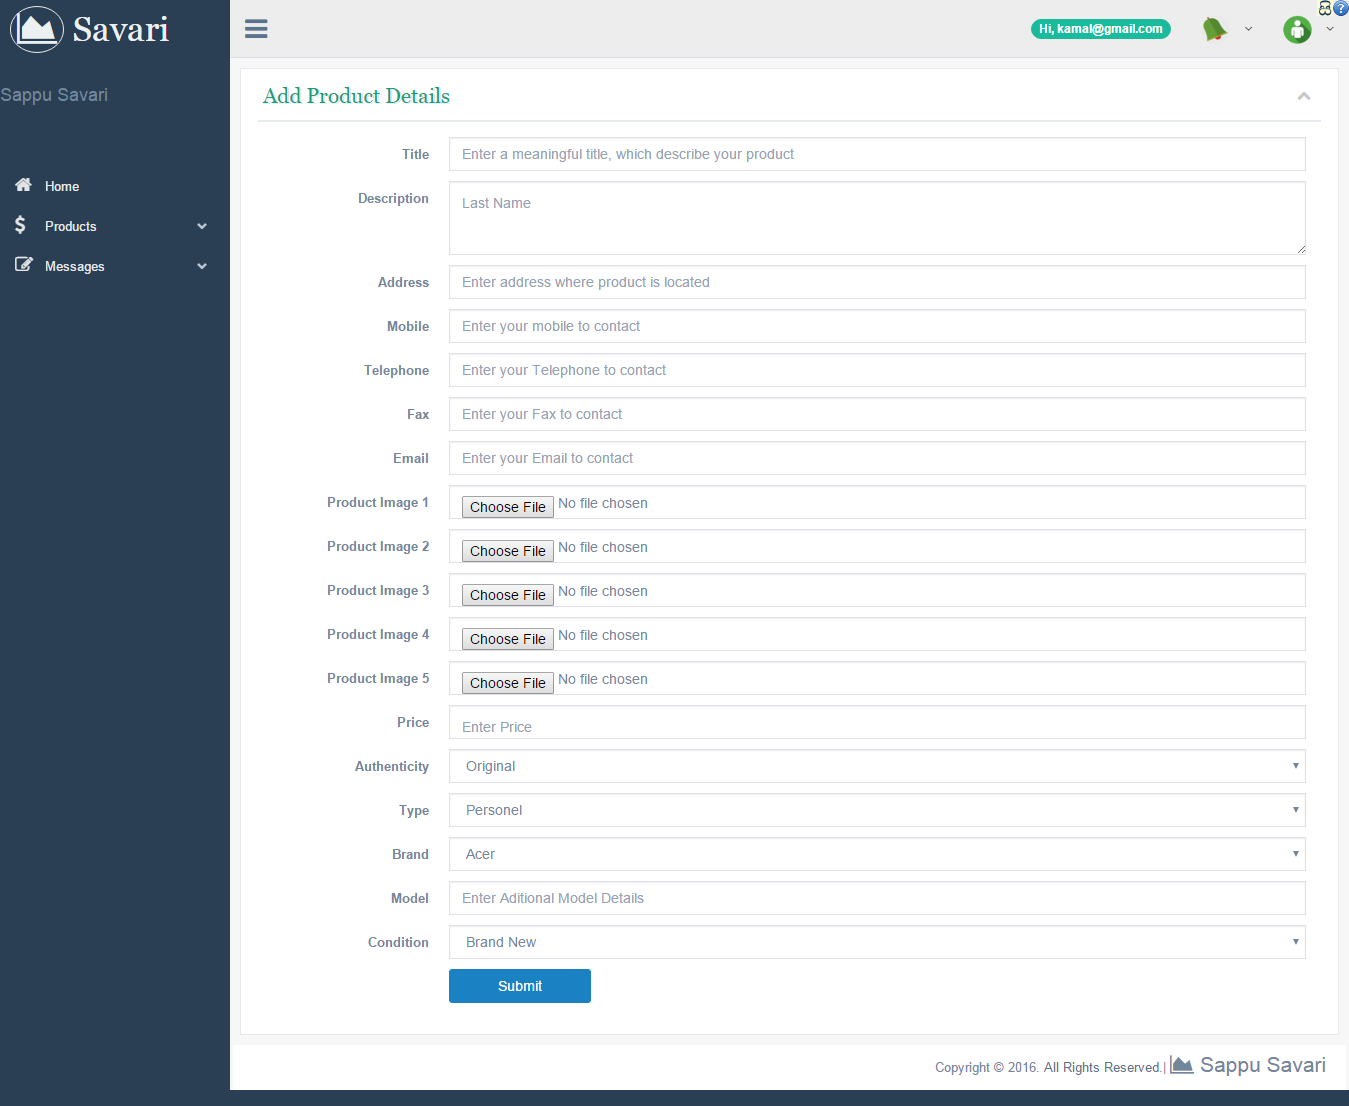 Savari
Hi, kamal@gmail.com
Sappu Savari
Home
Products
Messages
Add Product Details
Title
Enter a meaningful title, which describe your product
Description
Last Name
Address
Enter address where product is located
Mobile
Enter your mobile to contact
Telephone
Enter your Telephone to contact
Fax
Enter your Fax to contact
Email
Enter your Email to contact
Product Image 1
Choose File No file chosen
Product Image 2
Choose File No file chosen
Product Image 3
Choose File No file chosen
Product Image 4
Choose File No file chosen
Product Image 5
Choose File No file chosen
Price
Enter Price
Authenticity
Original
Type
Personel
Brand
Acer
Model
Enter Aditional Model Details
Condition
Brand New
Submit
Copyright © 2016. All Rights Reserved.| Sappu Savari